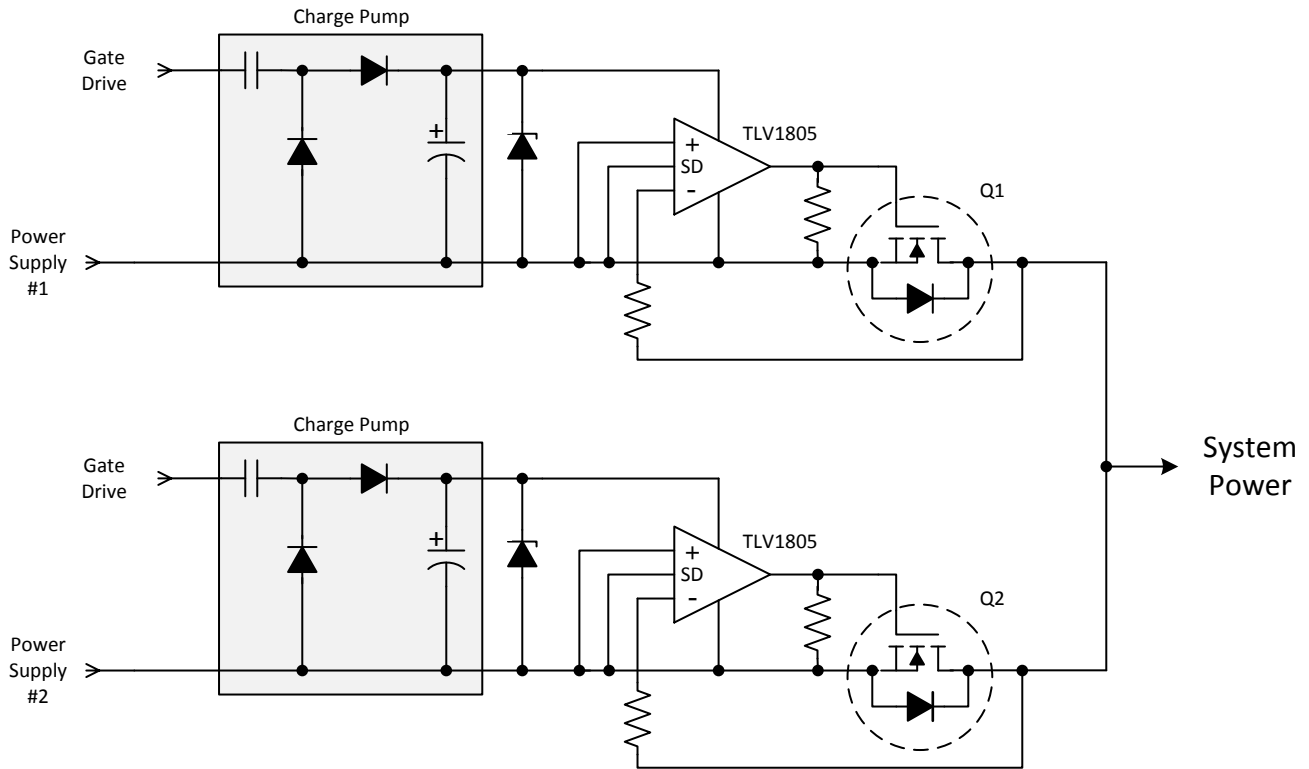 Charge Pump
Gate
Drive
TLV1805
+
+
SD
-
Q1
Power
Supply
#1
Charge Pump
Gate
Drive
TLV1805
+
+
SD
-
Q2
Power
Supply
#2
System
Power